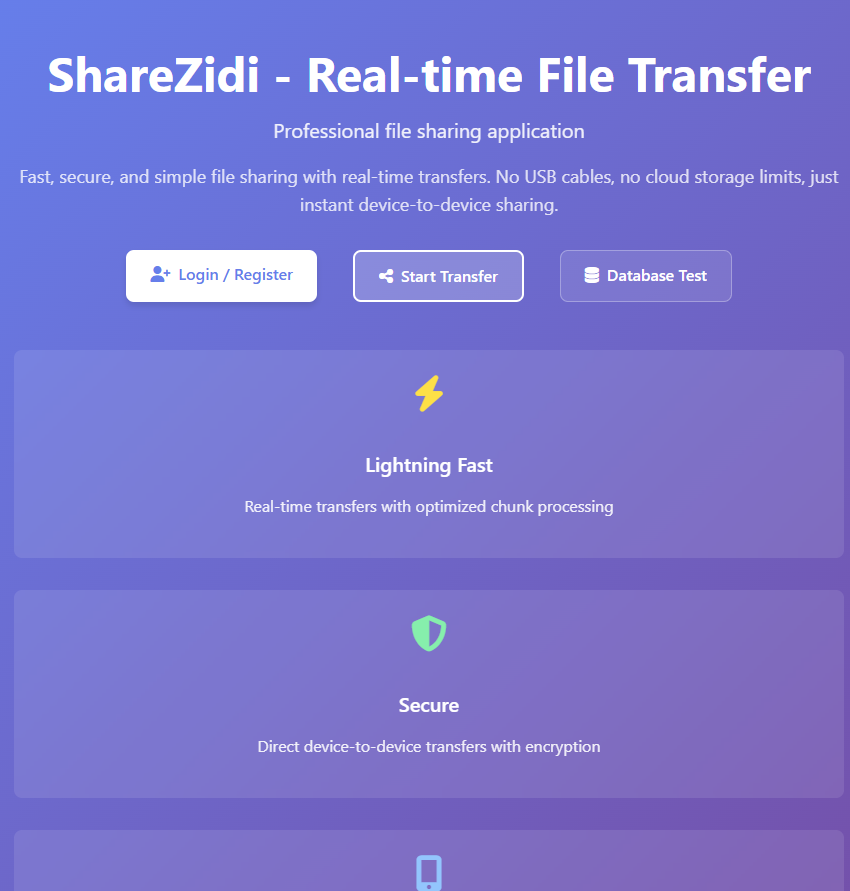 ShareZidi - Real-time File Transfer
Professional file sharing application
Fast, secure, and simple file sharing with real-time transfers. No USB cables, no cloud storage limits, just
instant device-to-device sharing.
Login / Register
Start Transfer
Database Test
Lightning Fast
Real-time transfers with optimized chunk processing
Secure
Direct device-to-device transfers with encryption